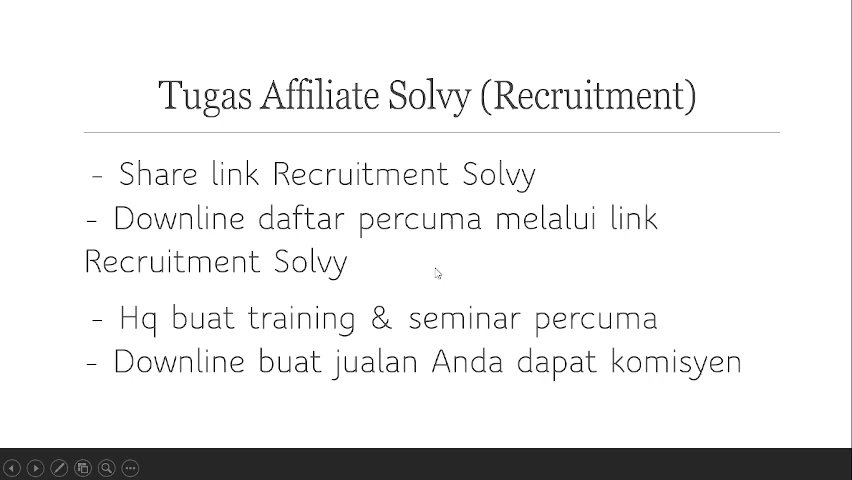 Tugas Affiliate Solvy (Recruitment)
- Share link Recruitment Solvy
- Downline daftar percuma melalui link
Recruitment Solvy
- Hq buat training & seminar percuma
- Downline buat jualan Anda dapat komisyen